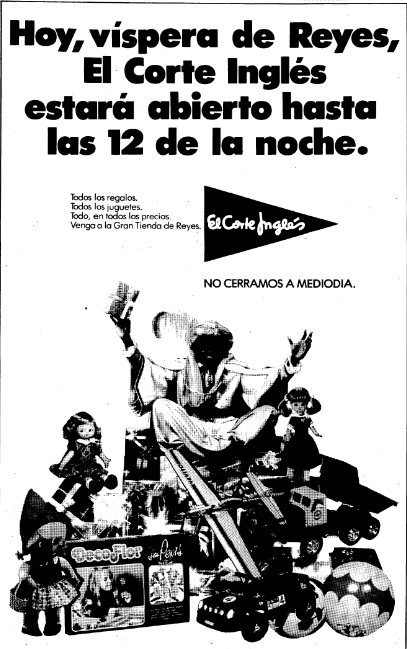 Hoy, víspera de Reyes,
El Corte Inglés
estará abierto hasta
las 12 de la noche.
Todos los regalos.
Todos los juguetes.
Todo, en todos los precios.
Venga a la Gran Tienda de Reyes.
El Corte Inglés
NO CERRAMOS A MEDIODIA.
DecoFlor